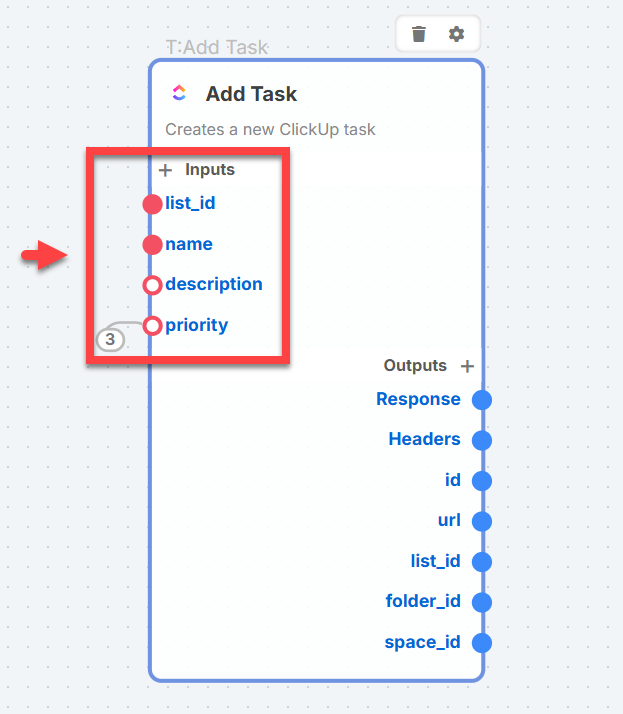 T:Add Task
Add Task
Creates a new ClickUp task
+ Inputs
list_id
name
description
priority
3
Outputs +
Response
Headers
id
url
list_id
folder_id
space_id